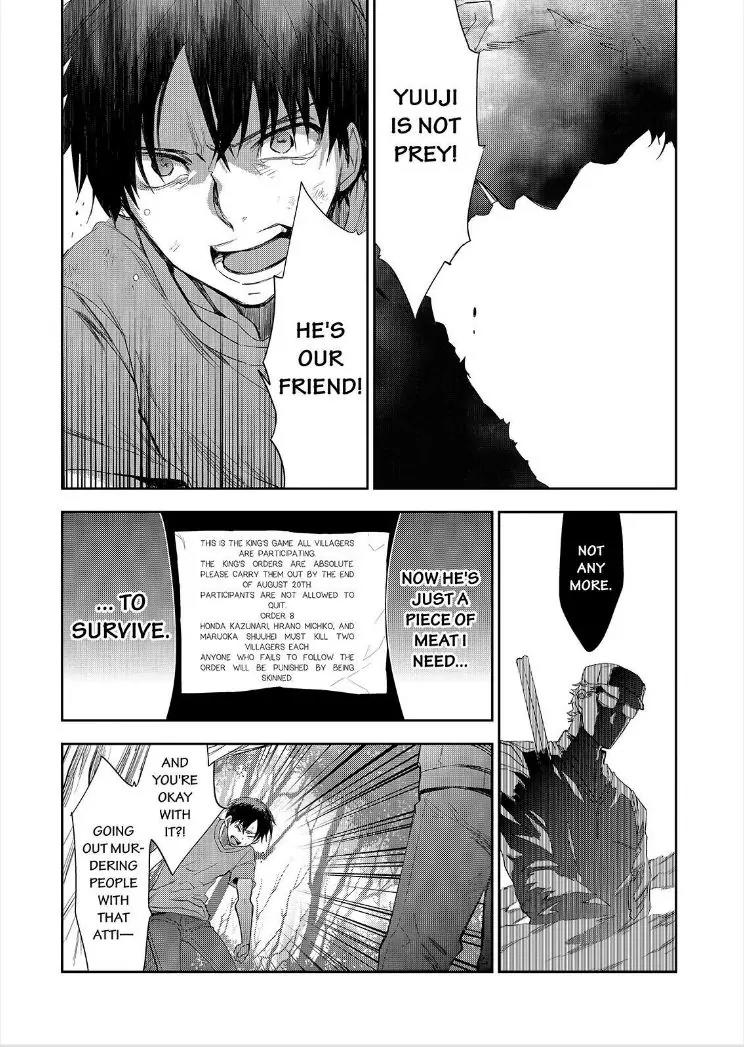 YUUJI
IS NOT
PREY!
HE'S
OUR
FRIEND!
NOT
ANY
MORE.
NOW HE'S
JUST A
PIECE OF
MEAT I
NEED...
THIS IS THE KING'S GAME ALL VILLAGERS
ARE PARTICIPATING.
THE KING'S ORDERS ARE ABSOLUTE
PLEASE CARRY THEM OUT BY THE END
OF AUGUST 20TH
PARTICIPANTS ARE NOT ALLOWED TO
QUIT.
ORDER 8
HONDA KAZUNARI, HIRANO MICHIKO, AND
MARUOKA SHUUHEI MUST KILL TWO
VILLAGERS EACH
ANYONE WHO FAILS TO FOLLOW THE
ORDER WILL BE PUNISHED BY BEING
SKINNED
... TO
SURVIVE.
AND
YOU'RE
OKAY
WITH
IT?!
GOING
OUT MUR-
DERING
PEOPLE
WITH
THAT
ATTI—